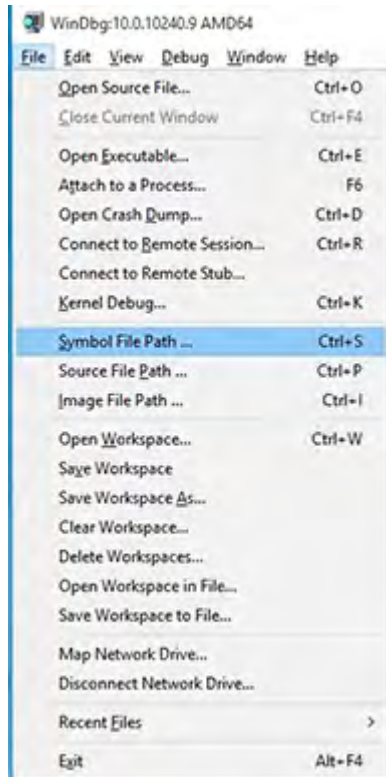 WinDbg:10.0.10240.9 AMD64
File Edit View Debug Window Help
Open Source File... Ctrl+O
Close Current Window Ctrl+F4
Open Executable... Ctrl+E
Attach to a Process... F6
Open Crash Dump... Ctrl+D
Connect to Remote Session... Ctrl+R
Connect to Remote Stub...
Kernel Debug... Ctrl+K
Symbol File Path ... Ctrl+S
Source File Path ... Ctrl+P
Image File Path ... Ctrl+I
Open Workspace... Ctrl+W
Save Workspace
Save Workspace As...
Clear Workspace...
Delete Workspaces...
Open Workspace in File...
Save Workspace to File...
Map Network Drive...
Disconnect Network Drive...
Recent Files >
Exit Alt+F4